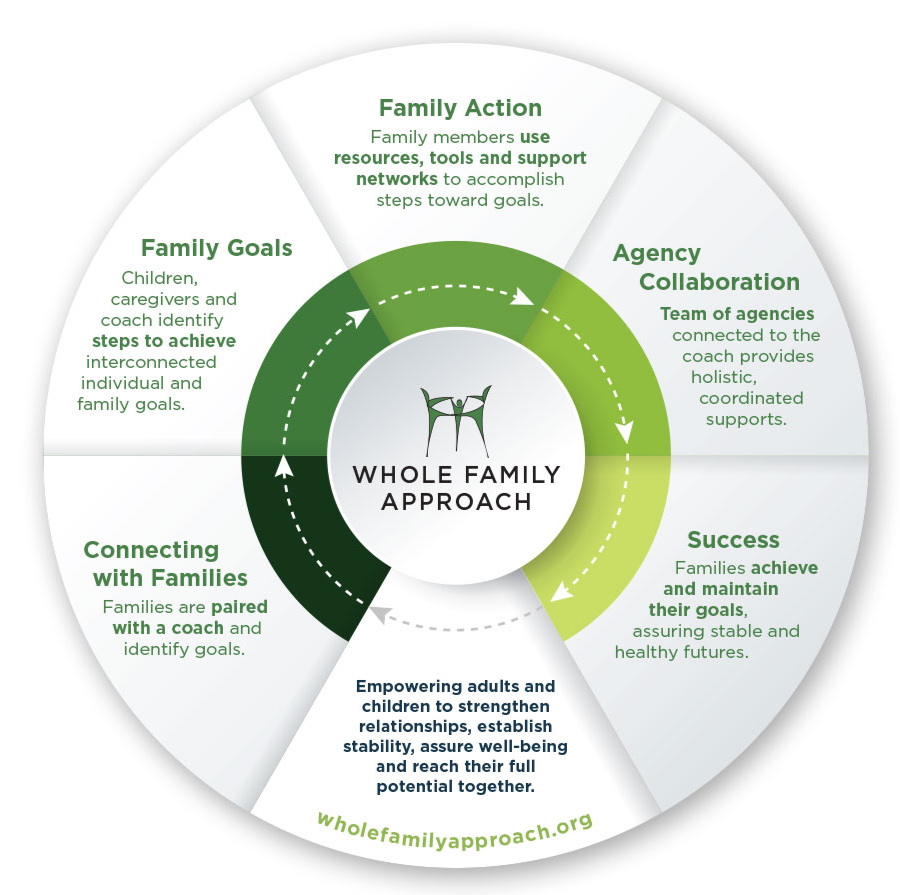 Family Action
Family members use
resources, tools and support
networks to accomplish
steps toward goals.
Agency
Collaboration
Team of agencies
connected to the
coach provides
holistic,
coordinated
supports.
Success
Families achieve
and maintain
their goals,
assuring stable and
healthy futures.
Empowering adults and
children to strengthen
relationships, establish
stability, assure well-being
and reach their full
potential together.
wholefamilyapproach.org
Connecting
with Families
Families are paired
with a coach and
identify goals.
Family Goals
Children,
caregivers and
coach identify
steps to achieve
interconnected
individual and
family goals.
WHOLE FAMILY
APPROACH